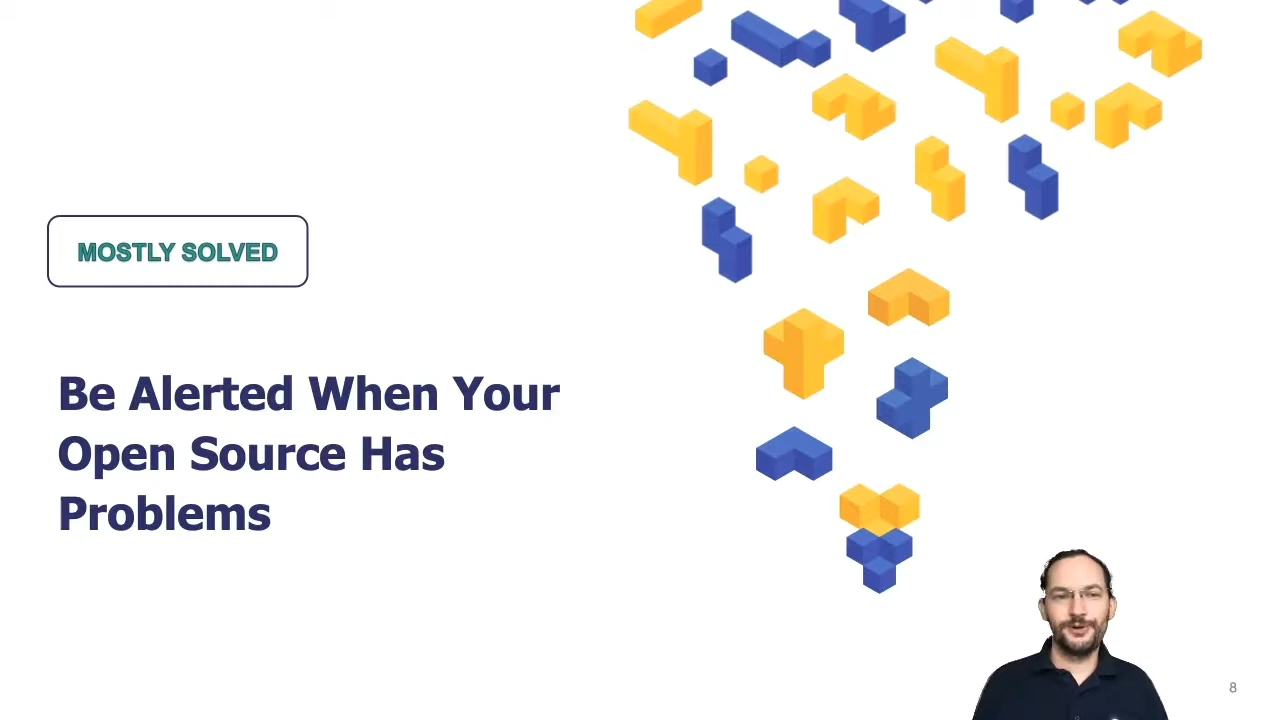 MOSTLY SOLVED
Be Alerted When Your
Open Source Has
Problems
8